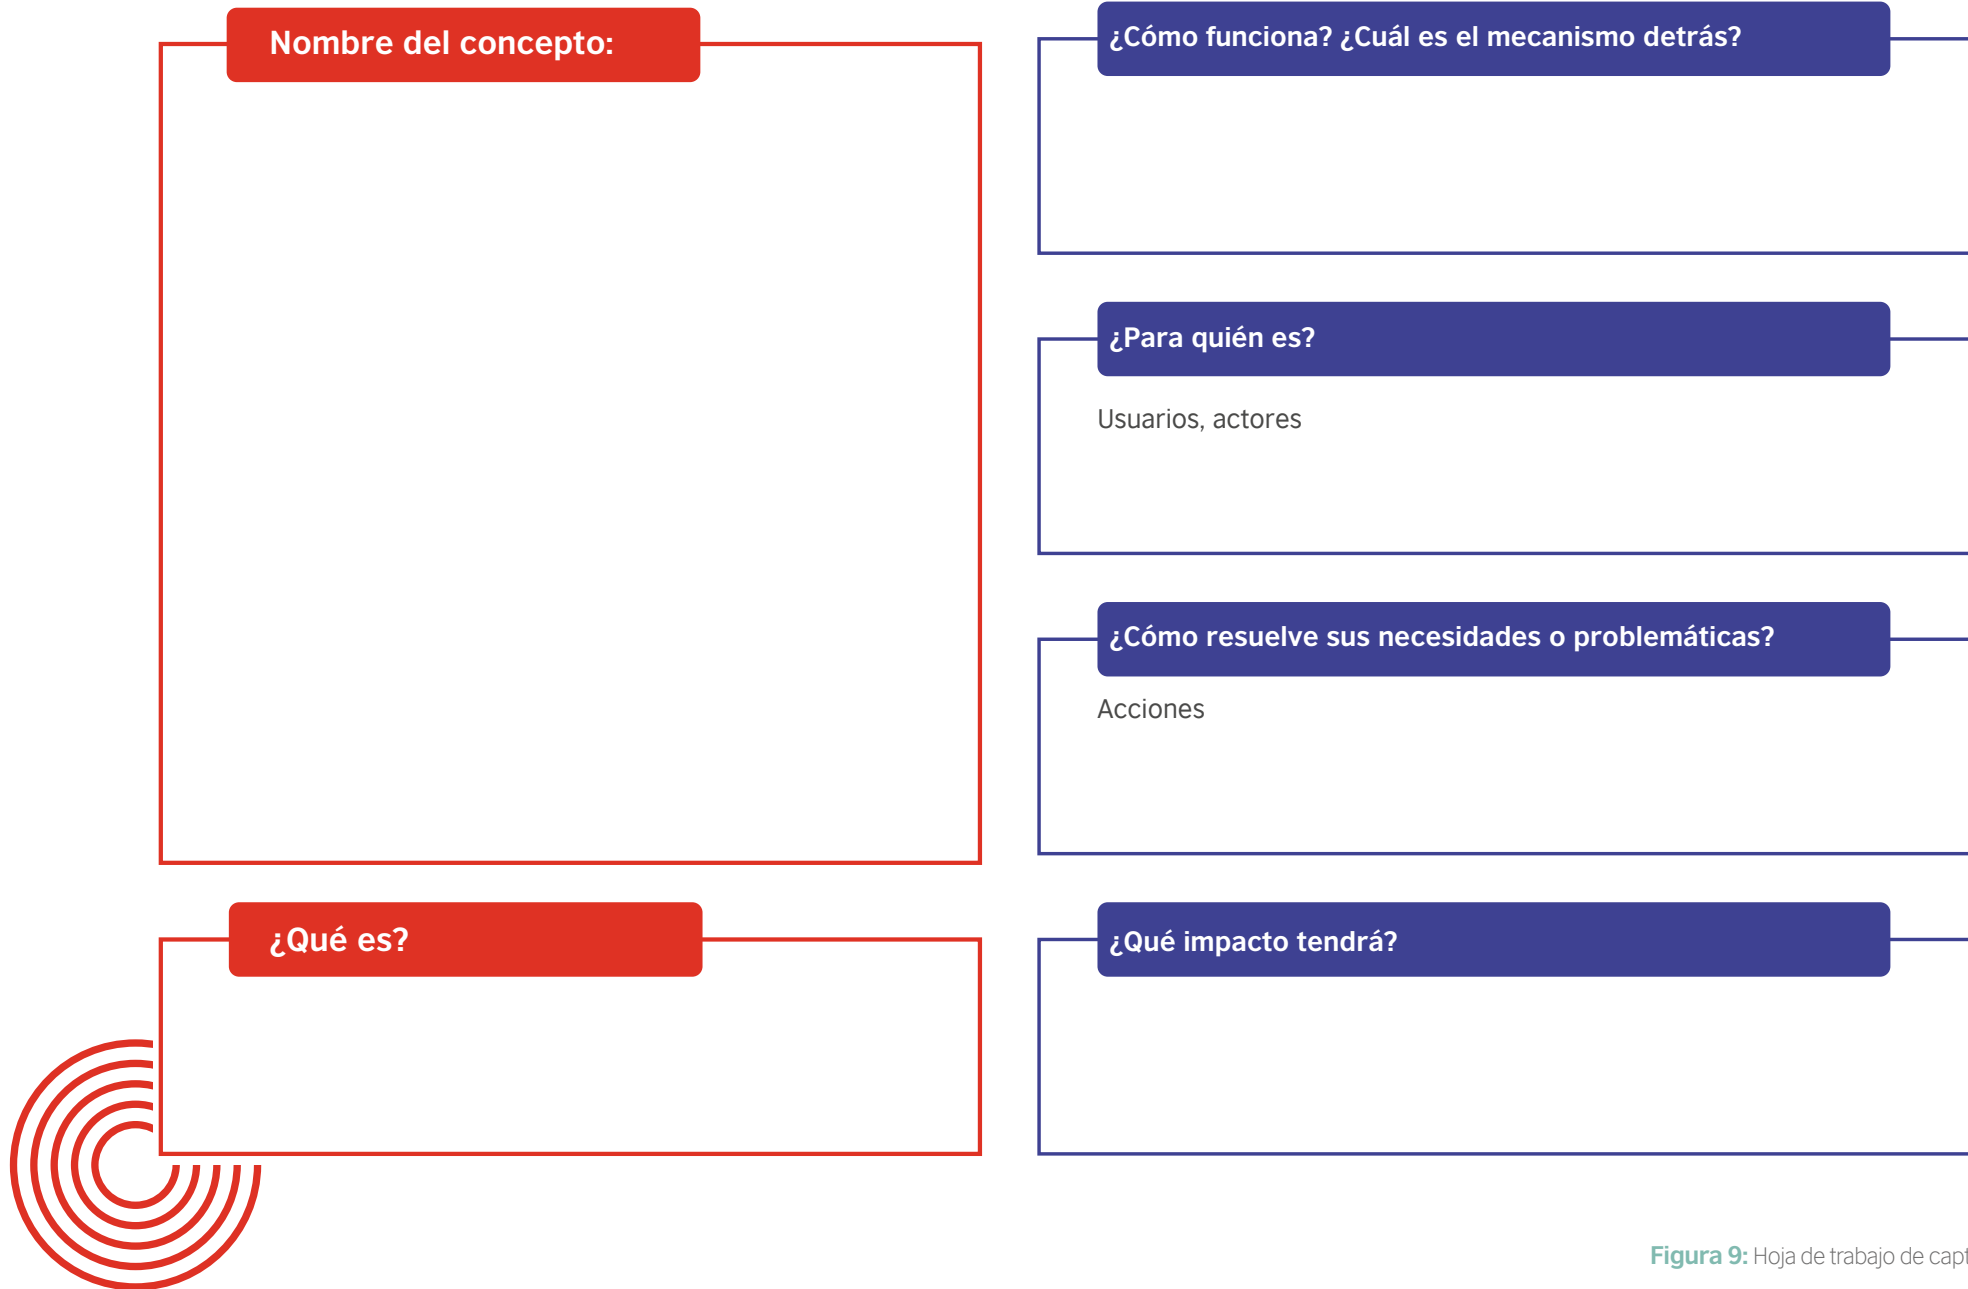 Nombre del concepto:
¿Qué es?
¿Cómo funciona? ¿Cuál es el mecanismo detrás?
¿Para quién es?
Usuarios, actores
¿Cómo resuelve sus necesidades o problemáticas?
Acciones
¿Qué impacto tendrá?
Figura 9: Hoja de trabajo de